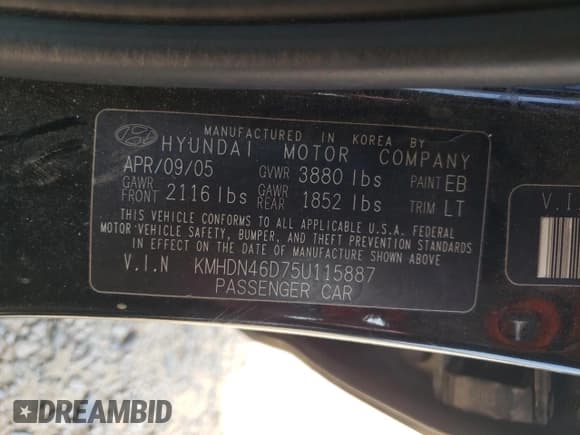 MANUFACTURED IN KOREA BY
HYUNDAI MOTOR COMPANY
APR/09/05 GVWR 3880 lbs PAINT EB
GAWR FRONT 2116 lbs GAWR REAR 1852 lbs TRIM LT
THIS VEHICLE CONFORMS TO ALL APPLICABLE U.S.A. FEDERAL
MOTOR VEHICLE SAFETY, BUMPER, AND THEFT PREVENTION STANDARDS
IN EFFECT ON THE DATE OF MANUFACTURE SHOWN ABOVE
V.I.N KMHDN46D75U115887
PASSENGER CAR
V.I
DREAMBID